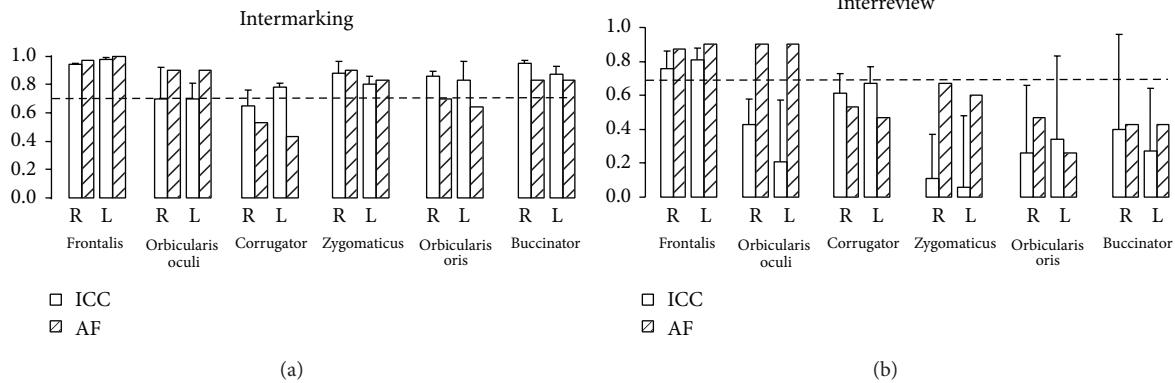 Intermarking
1.0
0.8
0.6
0.4
0.2
0.0
R L R L R L R L R L R L
Frontalis Orbicularis oculi Corrugator Zygomaticus Orbicularis oris Buccinator
ICC
AF
(a)
Interreview
1.0
0.8
0.6
0.4
0.2
0.0
R L R L R L R L R L R L
Frontalis Orbicularis oculi Corrugator Zygomaticus Orbicularis oris Buccinator
ICC
AF
(b)